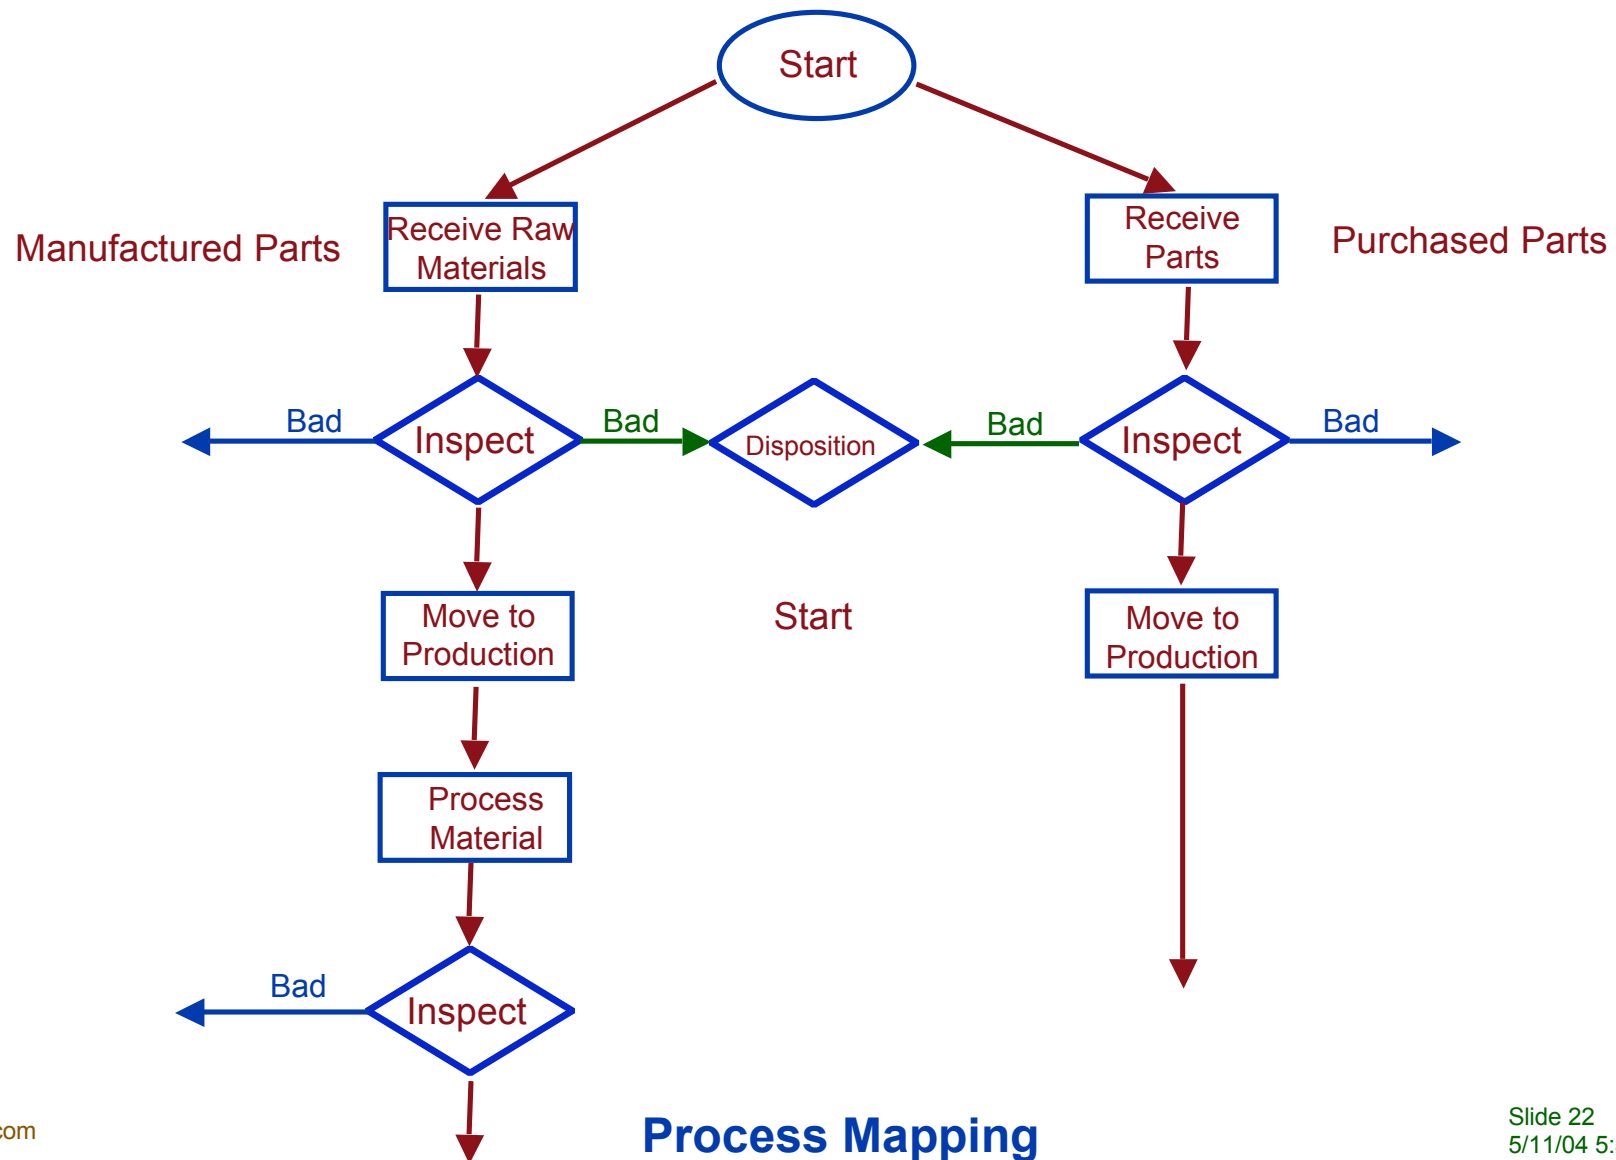 Start
Manufactured Parts
Receive Raw
Materials
Receive
Parts
Purchased Parts
Bad
Inspect
Bad
Disposition
Bad
Inspect
Bad
Move to
Production
Start
Move to
Production
Process
Material
Bad
Inspect
com
Process Mapping
Slide 22
5/11/04 5: